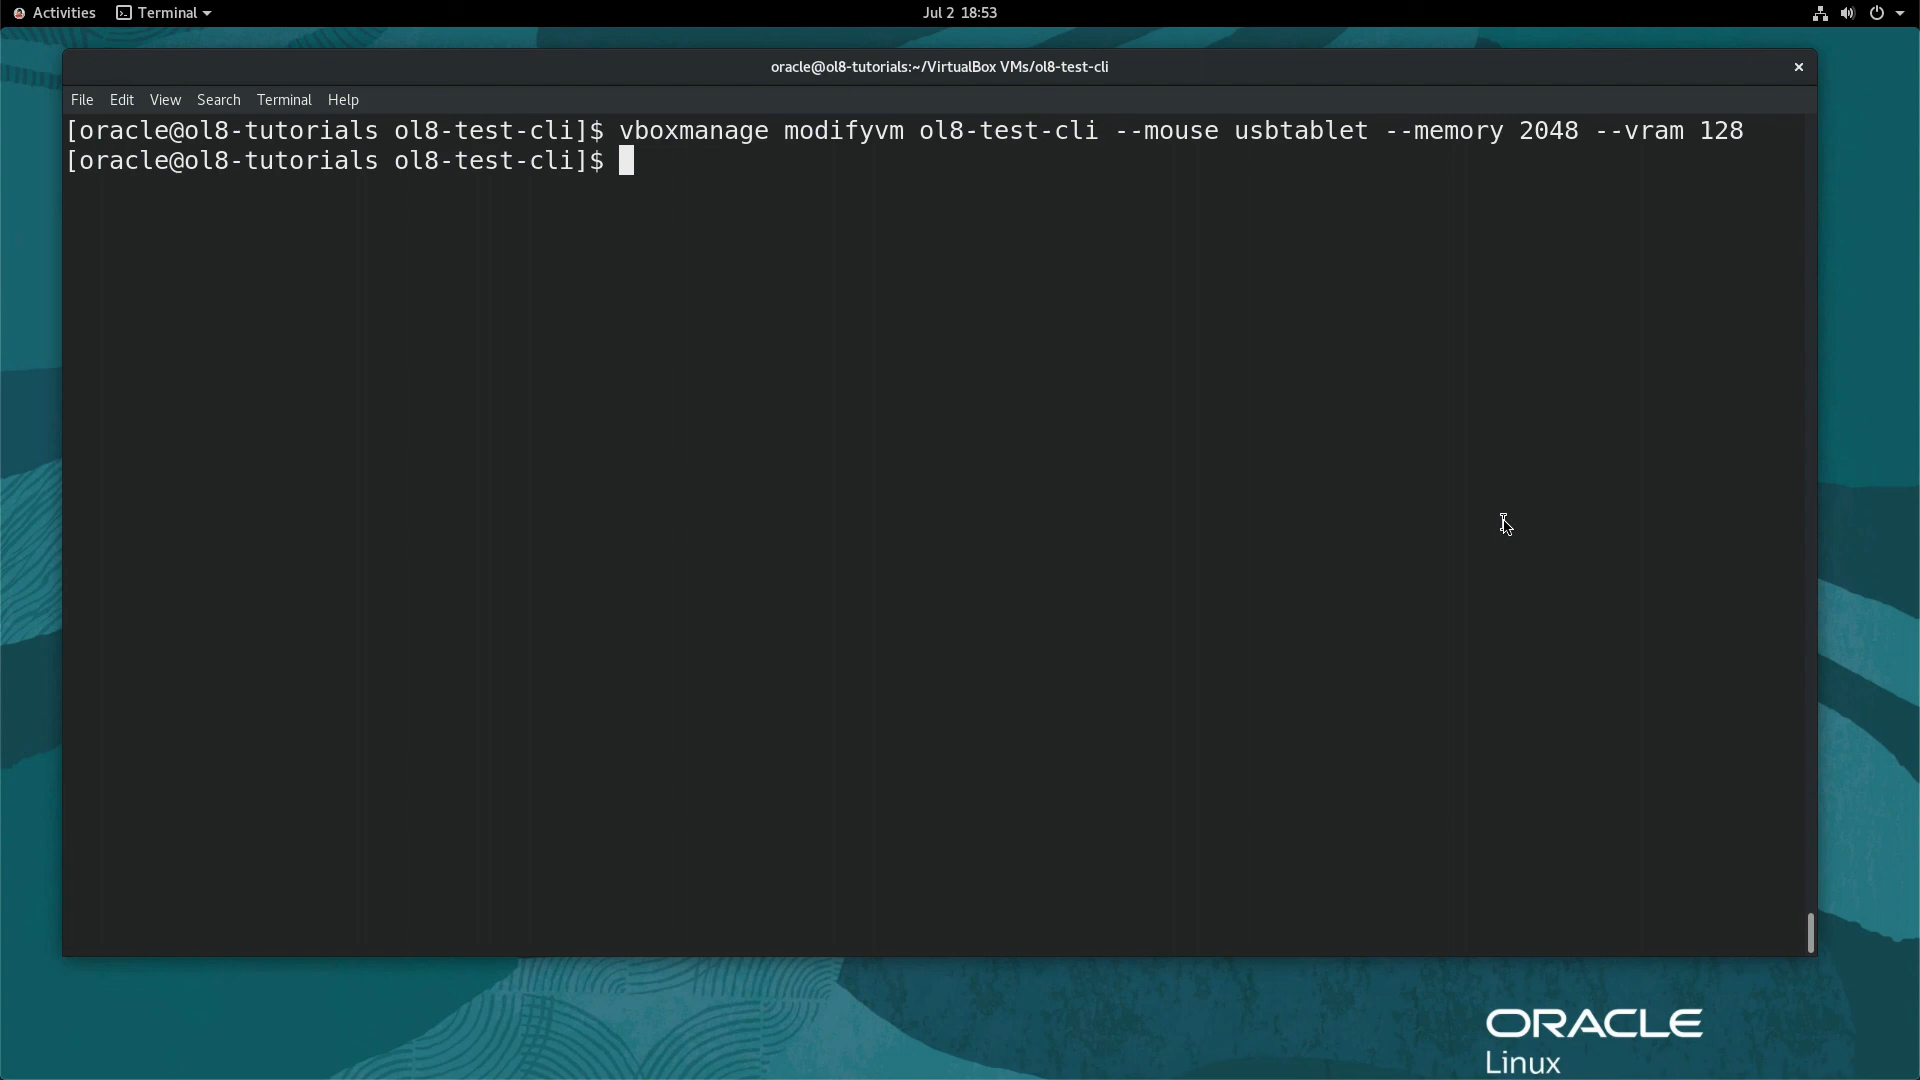 Activities Terminal Jul 2 18:53
oracle@ol8-tutorials:~/VirtualBox VMs/ol8-test-cli
File Edit View Search Terminal Help
[oracle@ol8-tutorials ol8-test-cli]$ vboxmanage modifyvm ol8-test-cli --mouse usbtablet --memory 2048 --vram 128
[oracle@ol8-tutorials ol8-test-cli]$
ORACLE
Linux